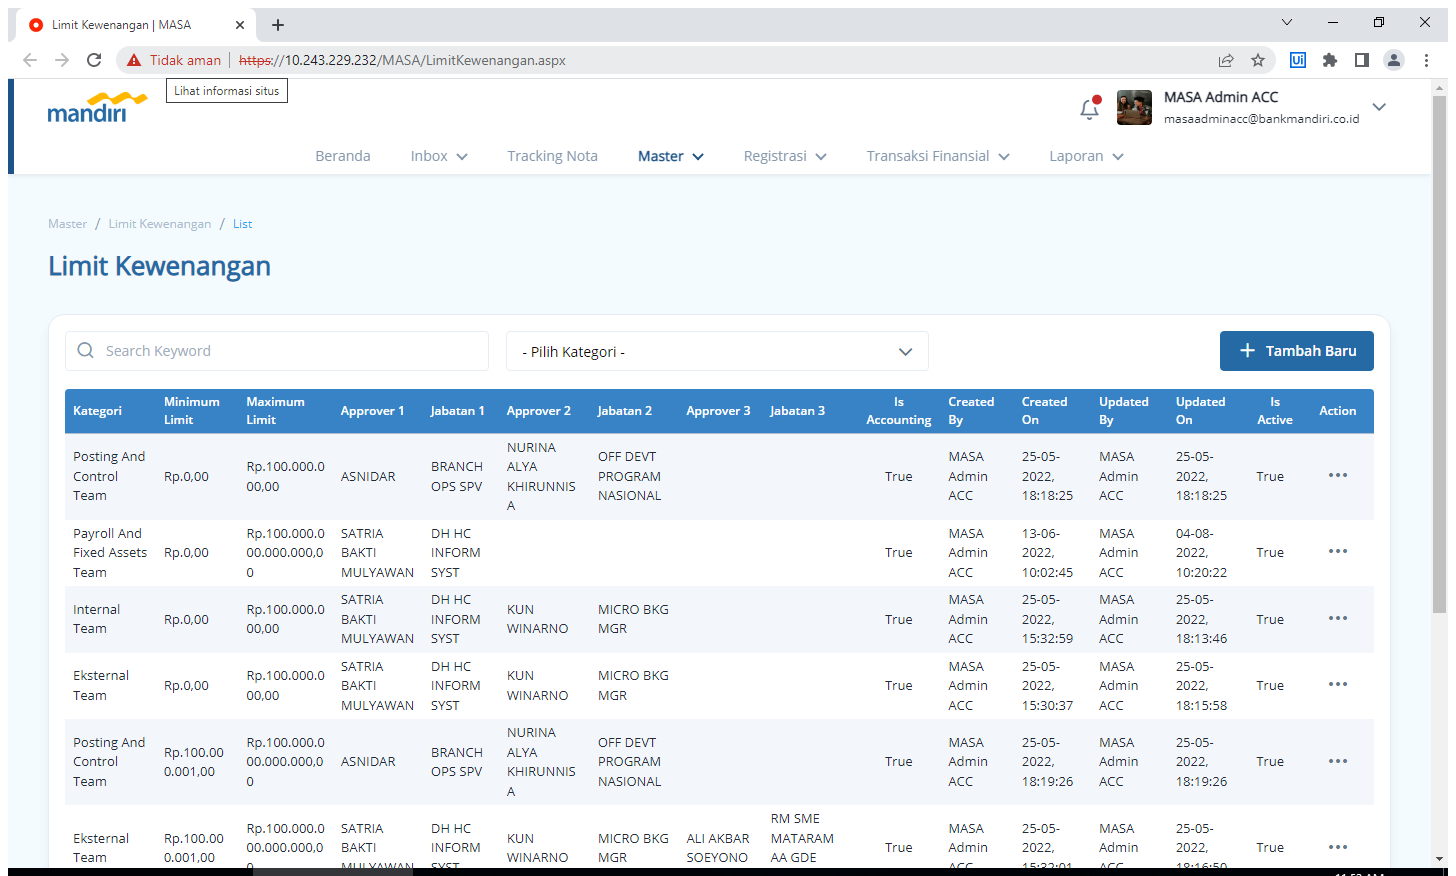 Limit Kewenangan | MASA
Tidak aman https://10.243.229.232/MASA/LimitKewenangan.aspx
Ui
Lihat informasi situs
mandiri
MASA Admin ACC
masaadminacc@bankmandiri.co.id
Beranda Inbox Tracking Nota Master Registrasi Transaksi Finansial Laporan
Master / Limit Kewenangan / List
Limit Kewenangan
Search Keyword - Pilih Kategori - + Tambah Baru
Kategori Minimum Limit Maximum Limit Approver 1 Jabatan 1 Approver 2 Jabatan 2 Approver 3 Jabatan 3 Is Accounting Created By Created On Updated By Updated On Is Active Action
Posting And Control Team Rp.0,00 Rp.100.000.000,00 ASNIDAR BRANCH OPS SPV NURINA ALYA KHIRUNNISA OFF DEVT PROGRAM NASIONAL True MASA Admin ACC 25-05-2022, 18:18:25 MASA Admin ACC 25-05-2022, 18:18:25 True •••
Payroll And Fixed Assets Team Rp.0,00 Rp.100.000.000.000.000,00 SATRIA BAKTI MULYAWAN DH HC INFORM SYST True MASA Admin ACC 13-06-2022, 10:02:45 MASA Admin ACC 04-08-2022, 10:20:22 True •••
Internal Team Rp.0,00 Rp.100.000.000,00 SATRIA BAKTI MULYAWAN DH HC INFORM SYST KUN WINARNO MICRO BKG MGR True MASA Admin ACC 25-05-2022, 15:32:59 MASA Admin ACC 25-05-2022, 18:13:46 True •••
Eksternal Team Rp.0,00 Rp.100.000.000,00 SATRIA BAKTI MULYAWAN DH HC INFORM SYST KUN WINARNO MICRO BKG MGR True MASA Admin ACC 25-05-2022, 15:30:37 MASA Admin ACC 25-05-2022, 18:15:58 True •••
Posting And Control Team Rp.100.000.001,00 Rp.100.000.000.000.000,00 ASNIDAR BRANCH OPS SPV NURINA ALYA KHIRUNNISA OFF DEVT PROGRAM NASIONAL True MASA Admin ACC 25-05-2022, 18:19:26 MASA Admin ACC 25-05-2022, 18:19:26 True •••
Eksternal Team Rp.100.000.001,00 Rp.100.000.000.000.000,00 SATRIA BAKTI MULYAWAN DH HC INFORM SYST KUN WINARNO MICRO BKG MGR ALI AKBAR SOEYONO RM SME MATARAM AA GDE True MASA Admin ACC 25-05-2022, 15:32:01 MASA Admin ACC 25-05-2022, 18:16:50 True •••